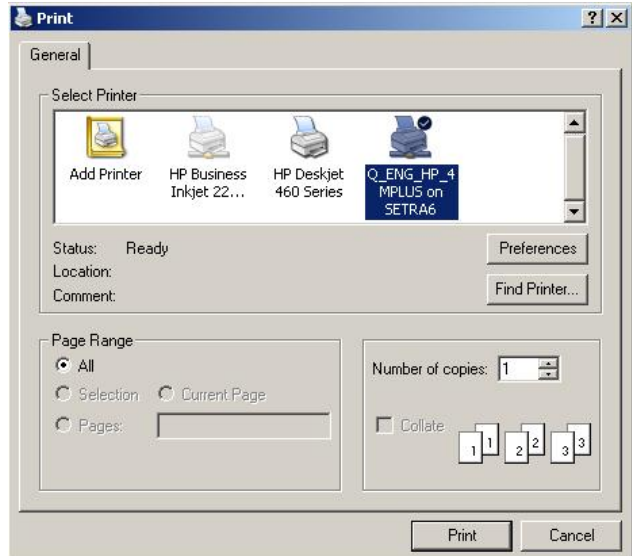 Print
General
Select Printer
Add Printer
HP Business
Inkjet 22...
HP Deskjet
460 Series
Q_ENG_HP_4
MPLUS on
SETRA6
Status: Ready
Location:
Comment:
Preferences
Find Printer...
Page Range
All
Selection Current Page
Pages:
Number of copies: 1
Collate
1 1 2 2 3 3
Print Cancel